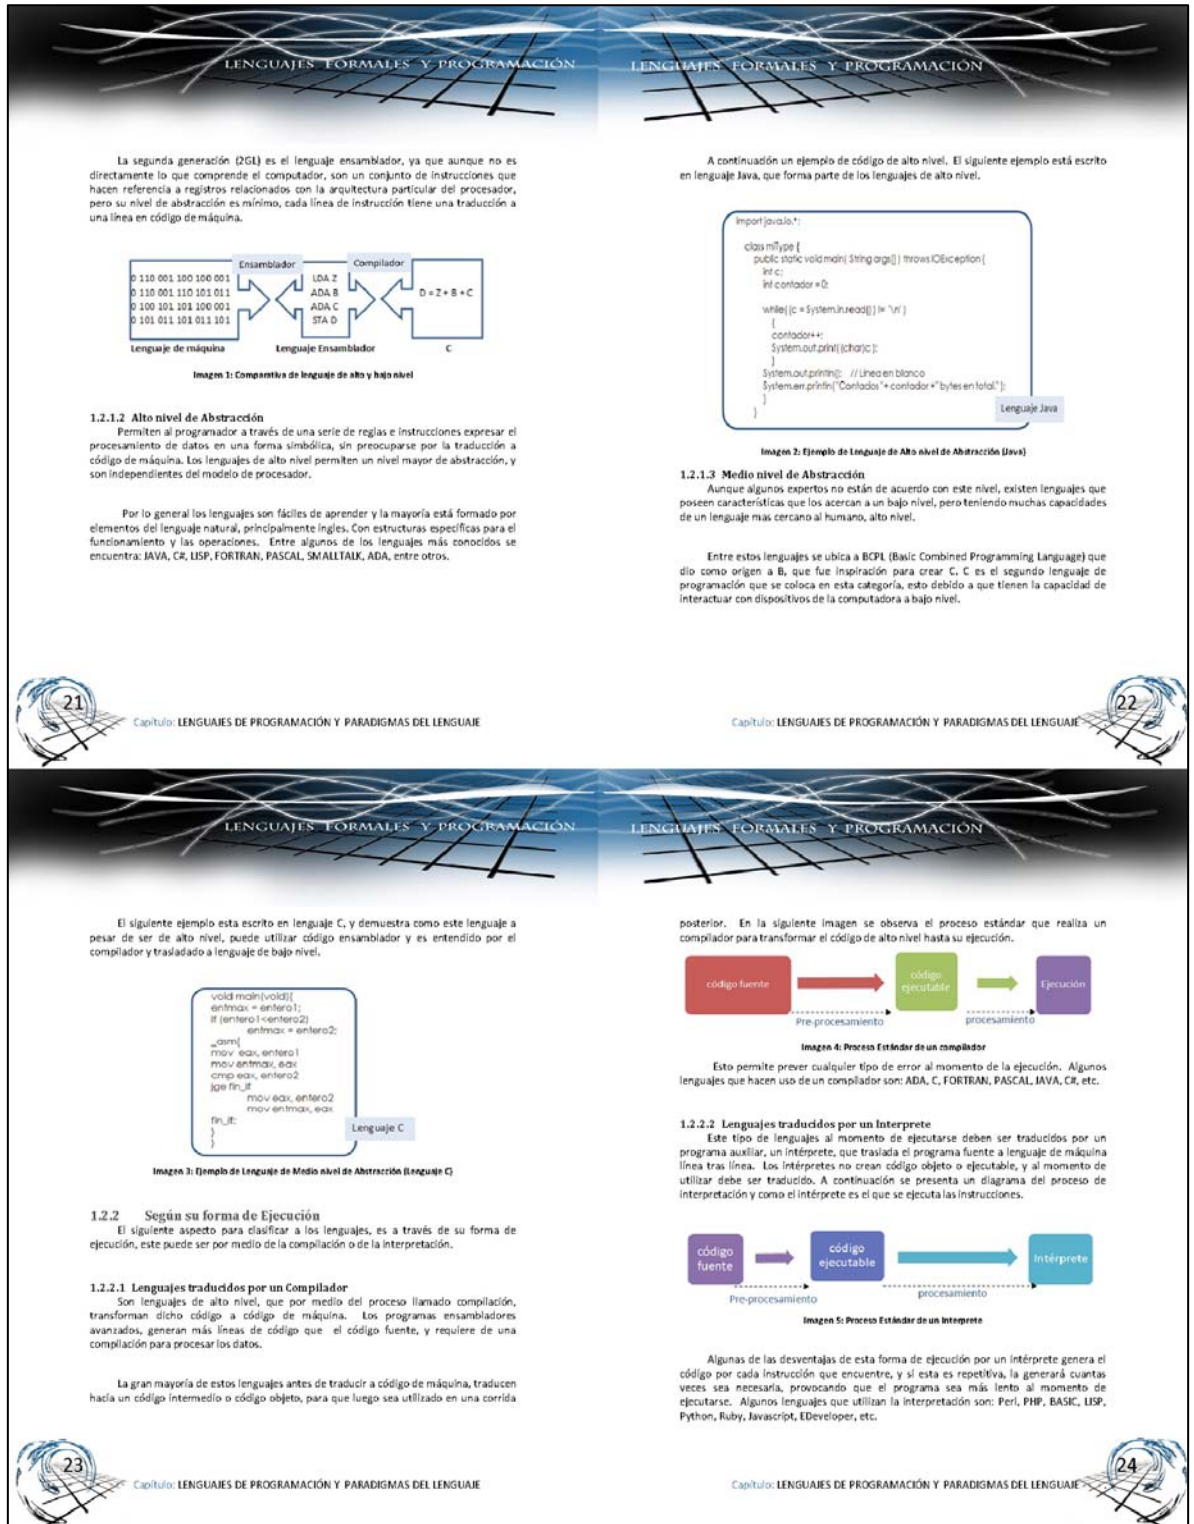 LENGUAJES FORMALES Y PROGRAMACIÓN
La segunda generación (2GL) es el lenguaje ensamblador, ya que aunque no es
directamente lo que comprende el computador, son un conjunto de instrucciones que
hacen referencia a registros relacionados con la arquitectura particular del procesador,
pero su nivel de abstracción es mínimo, cada línea de instrucción tiene una traducción a
una línea en código de máquina.
Ensamblador
Compilador
0 110 001 100 100 001
0 110 001 110 101 011
0 100 101 101 100 001
0 101 011 101 011 101
LDA Z
ADA B
ADA C
STA D
D = Z + B + C
Lenguaje de máquina
Lenguaje Ensamblador
C
Imagen 1: Comparativa de lenguaje de alto y bajo nivel
1.2.1.2 Alto nivel de Abstracción
Permiten al programador a través de una serie de reglas e instrucciones expresar el
procesamiento de datos en una forma simbólica, sin preocuparse por la traducción a
código de máquina. Los lenguajes de alto nivel permiten un nivel mayor de abstracción, y
son independientes del modelo de procesador.
Por lo general los lenguajes son fáciles de aprender y la mayoría está formado por
elementos del lenguaje natural, principalmente ingles. Con estructuras específicas para el
funcionamiento y las operaciones. Entre algunos de los lenguajes más conocidos se
encuentra: JAVA, C#, LISP, FORTRAN, PASCAL, SMALLTALK, ADA, entre otros.
21
Capítulo: LENGUAJES DE PROGRAMACIÓN Y PARADIGMAS DEL LENGUAJE
LENGUAJES FORMALES Y PROGRAMACIÓN
A continuación un ejemplo de código de alto nivel. El siguiente ejemplo está escrito
en lenguaje Java, que forma parte de los lenguajes de alto nivel.
import java.io.*;
class miType {
public static void main( String args[] ) throws IOException {
int c;
int contador = 0;
while( (c = System.in.read() ) != '\n' )
{
contador++;
System.out.print( (char)c );
}
System.out.println(); // Linea en blanco
System.err.println("Contados "+ contador +" bytes en total." );
}
}
Lenguaje Java
Imagen 2: Ejemplo de Lenguaje de Alto nivel de Abstracción (Java)
1.2.1.3 Medio nivel de Abstracción
Aunque algunos expertos no están de acuerdo con este nivel, existen lenguajes que
poseen características que los acercan a un bajo nivel, pero teniendo muchas capacidades
de un lenguaje mas cercano al humano, alto nivel.
Entre estos lenguajes se ubica a BCPL (Basic Combined Programming Language) que
dio como origen a B, que fue inspiración para crear C. C es el segundo lenguaje de
programación que se coloca en esta categoría, esto debido a que tienen la capacidad de
interactuar con dispositivos de la computadora a bajo nivel.
22
Capítulo: LENGUAJES DE PROGRAMACIÓN Y PARADIGMAS DEL LENGUAJE
LENGUAJES FORMALES Y PROGRAMACIÓN
El siguiente ejemplo esta escrito en lenguaje C, y demuestra como este lenguaje a
pesar de ser de alto nivel, puede utilizar código ensamblador y es entendido por el
compilador y trasladado a lenguaje de bajo nivel.
void main(void){
entmax = entero1;
if (entero1<entero2)
entmax = entero2;
_asm{
mov eax, entero1
mov entmax, eax
cmp eax, entero2
jge fin_if
mov eax, entero2
mov entmax, eax
fin_if:
}
}
Lenguaje C
Imagen 3: Ejemplo de Lenguaje de Medio nivel de Abstracción (Lenguaje C)
1.2.2 Según su forma de Ejecución
El siguiente aspecto para clasificar a los lenguajes, es a través de su forma de
ejecución, este puede ser por medio de la compilación o de la interpretación.
1.2.2.1 Lenguajes traducidos por un Compilador
Son lenguajes de alto nivel, que por medio del proceso llamado compilación,
transforman dicho código a código de máquina. Los programas ensambladores
avanzados, generan más líneas de código que el código fuente, y requiere de una
compilación para procesar los datos.
La gran mayoría de estos lenguajes antes de traducir a código de máquina, traducen
hacía un código intermedio o código objeto, para que luego sea utilizado en una corrida
23
Capítulo: LENGUAJES DE PROGRAMACIÓN Y PARADIGMAS DEL LENGUAJE
LENGUAJES FORMALES Y PROGRAMACIÓN
posterior. En la siguiente imagen se observa el proceso estándar que realiza un
compilador para transformar el código de alto nivel hasta su ejecución.
código fuente
código
ejecutable
Ejecución
Pre-procesamiento
procesamiento
Imagen 4: Proceso Estándar de un compilador
Esto permite prever cualquier tipo de error al momento de la ejecución. Algunos
lenguajes que hacen uso de un compilador son: ADA, C, FORTRAN, PASCAL, JAVA, C#, etc.
1.2.2.2 Lenguajes traducidos por un Interprete
Este tipo de lenguajes al momento de ejecutarse deben ser traducidos por un
programa auxiliar, un intérprete, que traslada el programa fuente a lenguaje de máquina
línea tras línea. Los intérpretes no crean código objeto o ejecutable, y al momento de
utilizar debe ser traducido. A continuación se presenta un diagrama del proceso de
interpretación y como el intérprete es el que se ejecuta las instrucciones.
código
fuente
código
ejecutable
Intérprete
Pre-procesamiento
procesamiento
Imagen 5: Proceso Estándar de un Interprete
Algunas de las desventajas de esta forma de ejecución por un intérprete genera el
código por cada instrucción que encuentre, y si esta es repetitiva, la generará cuantas
veces sea necesaria, provocando que el programa sea más lento al momento de
ejecutarse. Algunos lenguajes que utilizan la interpretación son: Perl, PHP, BASIC, LISP,
Python, Ruby, Javascript, EDeveloper, etc.
24
Capítulo: LENGUAJES DE PROGRAMACIÓN Y PARADIGMAS DEL LENGUAJE